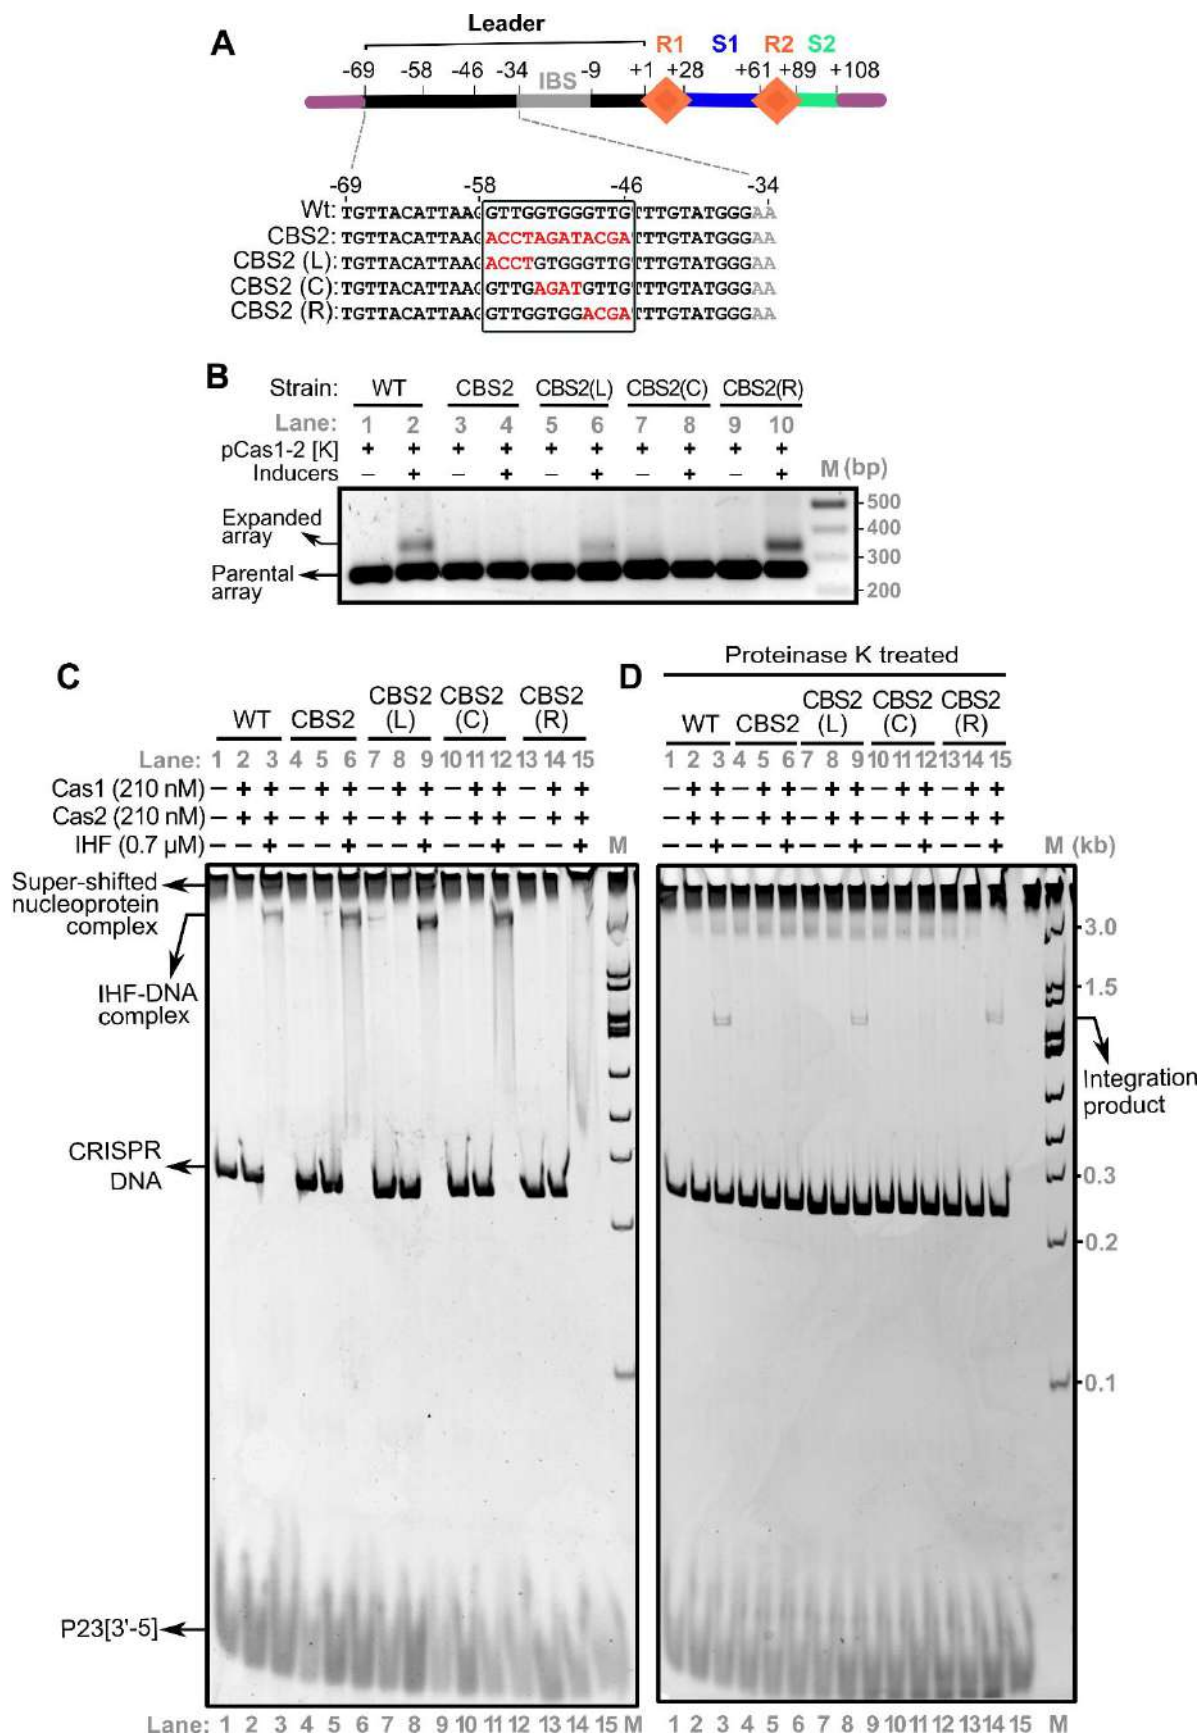 A
Leader
R1 S1 R2 S2
-69 -58 -46 -34 IBS -9 +1 +28 +61 +89 +108
-69 -58 -46 -34
Wt: TGTTACATTAAGGTTGGTGGGTTGTTTGTATGGGAA
CBS2: TGTTACATTAAGACCTAGATACGATTTGTATGGGAA
CBS2 (L): TGTTACATTAAGACCTGTGGGTTGTTTGTATGGGAA
CBS2 (C): TGTTACATTAAGGTTGAGATGTTGTTTGTATGGGAA
CBS2 (R): TGTTACATTAAGGTTGGTGGACGATTTGTATGGGAA
B
Strain: WT CBS2 CBS2(L) CBS2(C) CBS2(R)
Lane: 1 2 3 4 5 6 7 8 9 10
pCas1-2 [K] + + + + + + + + + +
Inducers – + – + – + – + – + M (bp)
Expanded
array
Parental
array
500
400
300
200
C
WT CBS2 CBS2 (L) CBS2 (C) CBS2 (R)
Lane: 1 2 3 4 5 6 7 8 9 10 11 12 13 14 15
Cas1 (210 nM) – + + – + + – + + – + + – + +
Cas2 (210 nM) – + + – + + – + + – + + – + +
IHF (0.7 µM) – – + – – + – – + – – + – – + M
Super-shifted
nucleoprotein
complex
IHF-DNA
complex
CRISPR
DNA
P23[3'-5]
Lane: 1 2 3 4 5 6 7 8 9 10 11 12 13 14 15 M
D
Proteinase K treated
WT CBS2 CBS2 (L) CBS2 (C) CBS2 (R)
1 2 3 4 5 6 7 8 9 10 11 12 13 14 15
– + + – + + – + + – + + – + +
– + + – + + – + + – + + – + +
– – + – – + – – + – – + – – + M (kb)
3.0
1.5
Integration
product
0.3
0.2
0.1
1 2 3 4 5 6 7 8 9 10 11 12 13 14 15 M